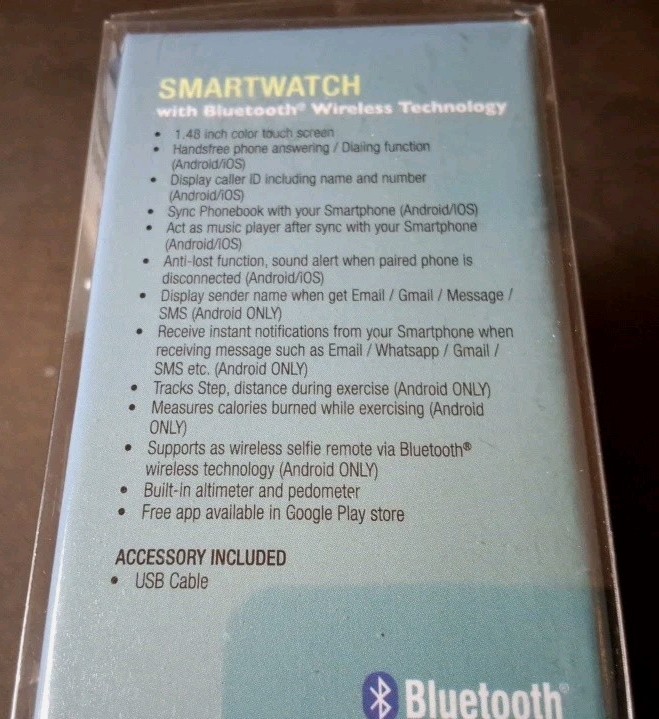 SMARTWATCH
with Bluetooth® Wireless Technology
• 1.48 inch color touch screen
• Handsfree phone answering / Dialing function
(Android/iOS)
• Display caller ID including name and number
(Android/iOS)
• Sync Phonebook with your Smartphone (Android/iOS)
• Act as music player after sync with your Smartphone
(Android/iOS)
• Anti-lost function, sound alert when paired phone is
disconnected (Android/iOS)
• Display sender name when get Email / Gmail / Message /
SMS (Android ONLY)
• Receive instant notifications from your Smartphone when
receiving message such as Email / Whatsapp / Gmail /
SMS etc. (Android ONLY)
• Tracks Step, distance during exercise (Android ONLY)
• Measures calories burned while exercising (Android
ONLY)
• Supports as wireless selfie remote via Bluetooth®
wireless technology (Android ONLY)
• Built-in altimeter and pedometer
• Free app available in Google Play store
ACCESSORY INCLUDED
• USB Cable
Bluetooth®